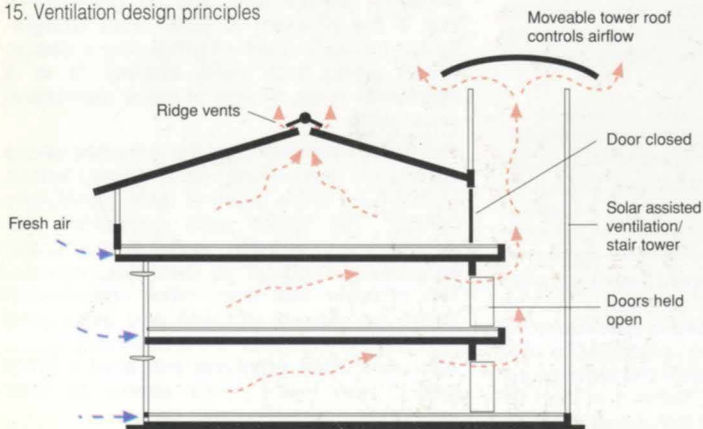 15. Ventilation design principles
Moveable tower roof
controls airflow
Ridge vents
Door closed
Fresh air
Solar assisted
ventilation/
stair tower
Doors held
open